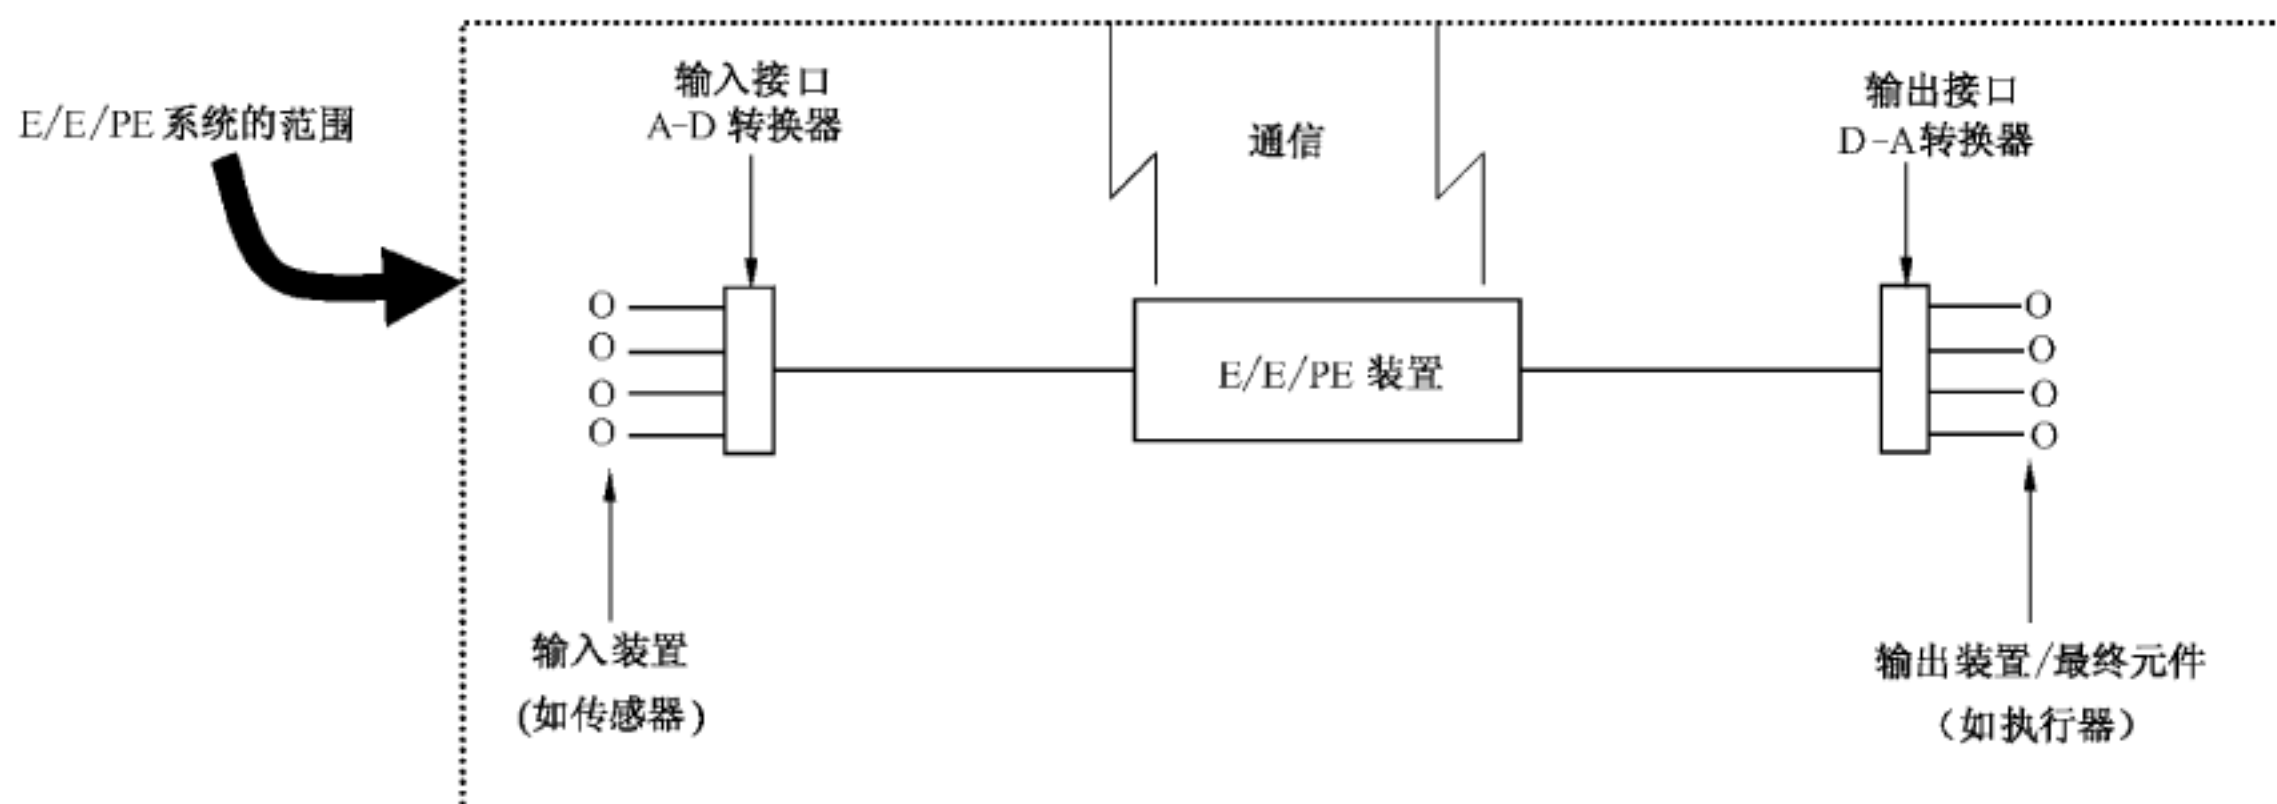 输入接口
A-D 转换器
E/E/PE 系统的范围
通信
输出接口
D-A转换器
O
O
O
O
E/E/PE 装置
O
O
O
O
输入装置
(如传感器)
输出装置/最终元件
（如执行器）